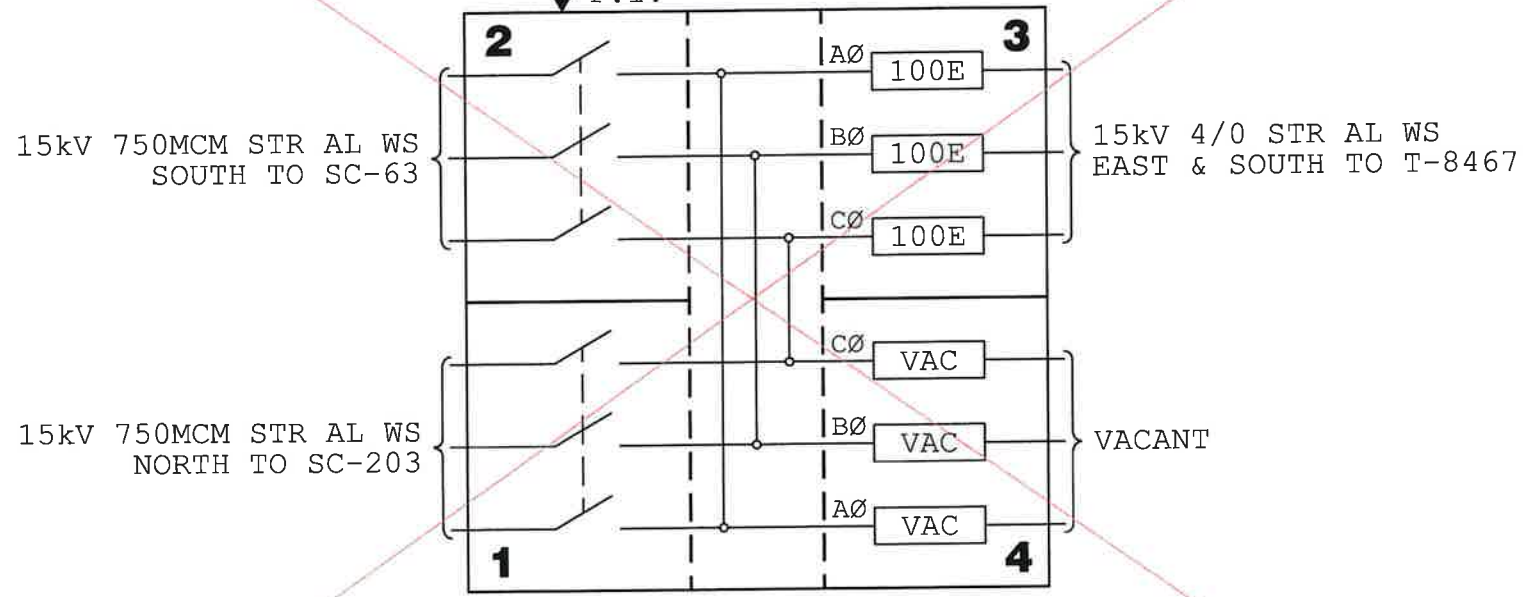 2
3
AØ 100E
15kV 750MCM STR AL WS
SOUTH TO SC-63
BØ 100E
15kV 4/0 STR AL WS
EAST & SOUTH TO T-8467
CØ 100E
CØ VAC
15kV 750MCM STR AL WS
NORTH TO SC-203
BØ VAC
VACANT
AØ VAC
1
4